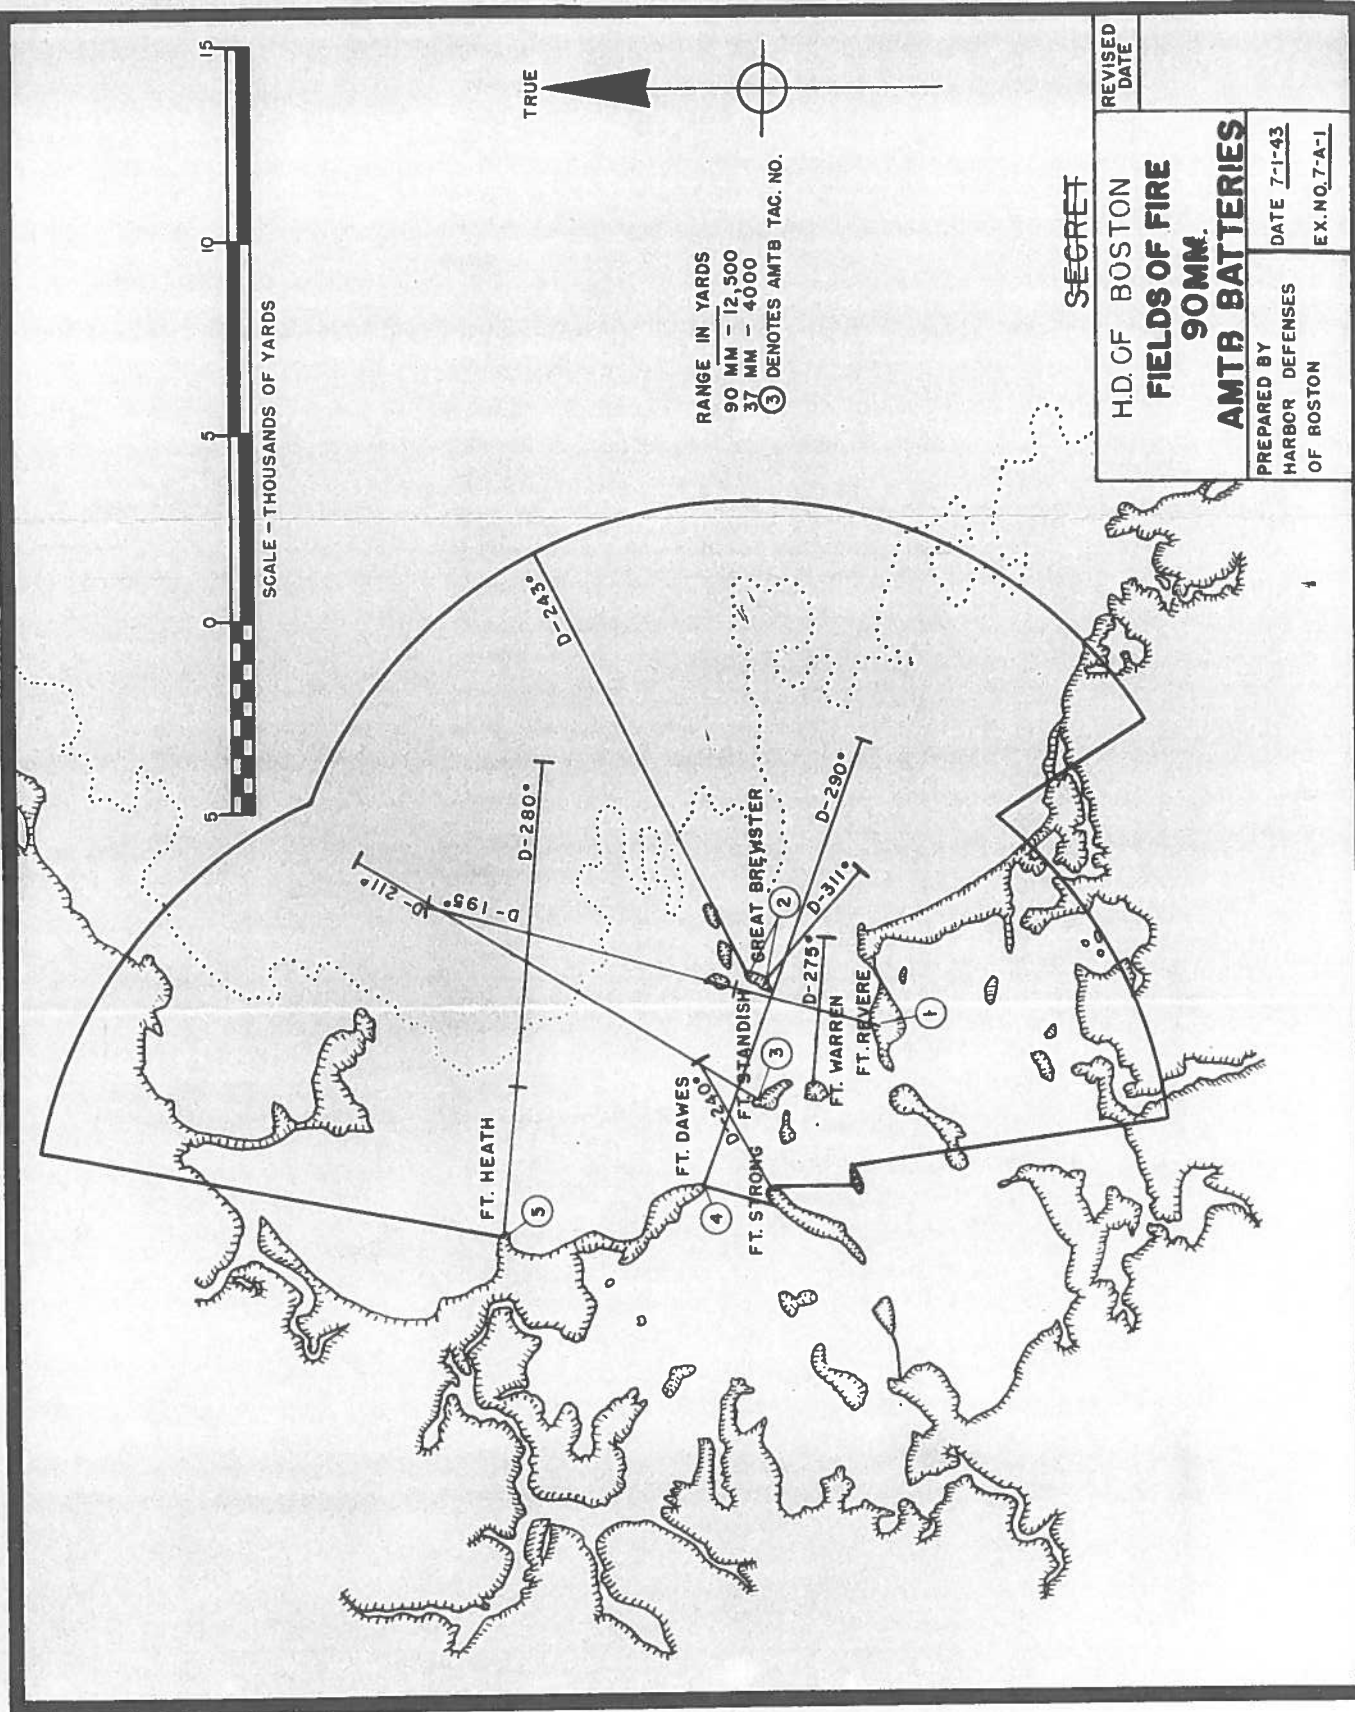 15
10
5
0
5
SCALE - THOUSANDS OF YARDS
TRUE
RANGE IN YARDS
90 MM - 12,500
37 MM - 4000
③ DENOTES AMTB TAC. NO.
D-243°
D-280°
D-211°
D-195°
D-290°
D-311°
D-275°
D-240°
GREAT BREWSTER
2
FT. STANDISH
3
FT. WARREN
FT. REVERE
1
FT. HEATH
5
FT. DAWES
4
FT. STRONG
SECRET
H.D. OF BOSTON
FIELDS OF FIRE
90MM.
AMTB BATTERIES
REVISED
DATE
PREPARED BY
HARBOR DEFENSES
OF BOSTON
DATE 7-1-43
EX. NO. 7-A-1